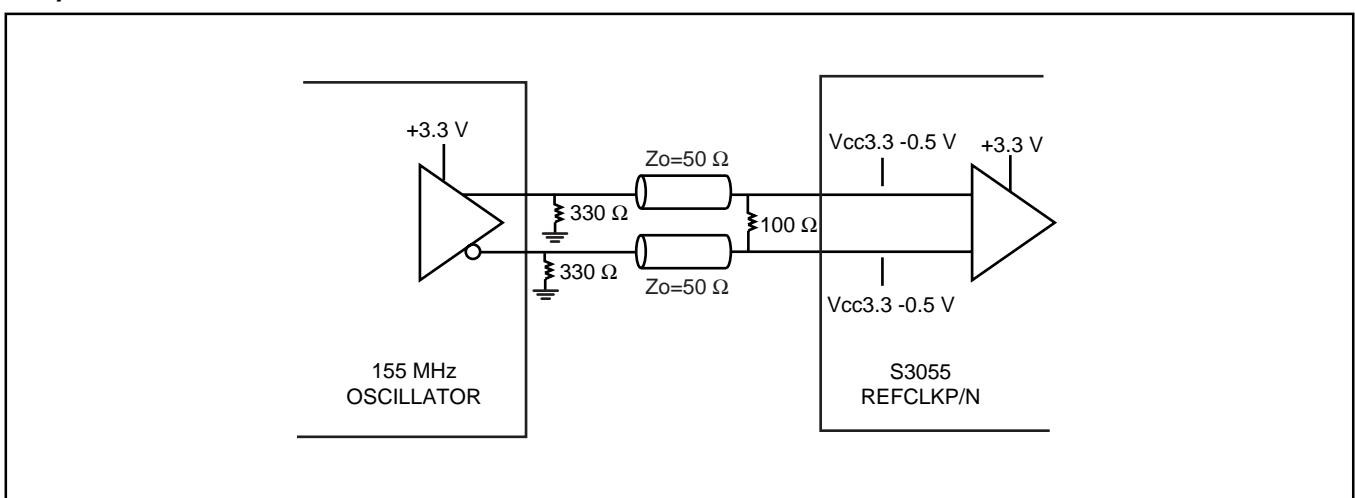 +3.3 V
Zo=50 Ω
Vcc3.3 -0.5 V
+3.3 V
330 Ω
100 Ω
330 Ω
Zo=50 Ω
Vcc3.3 -0.5 V
155 MHz
OSCILLATOR
S3055
REFCLKP/N